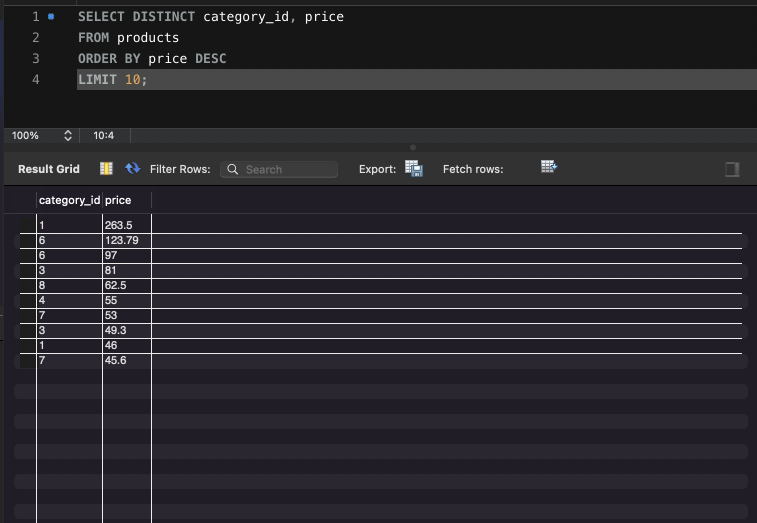 1 SELECT DISTINCT category_id, price
2 FROM products
3 ORDER BY price DESC
4 LIMIT 10;
100% 10:4
Result Grid Filter Rows: Search Export: Fetch rows:
category_id price
1 263.5
6 123.79
6 97
3 81
8 62.5
4 55
7 53
3 49.3
1 46
7 45.6